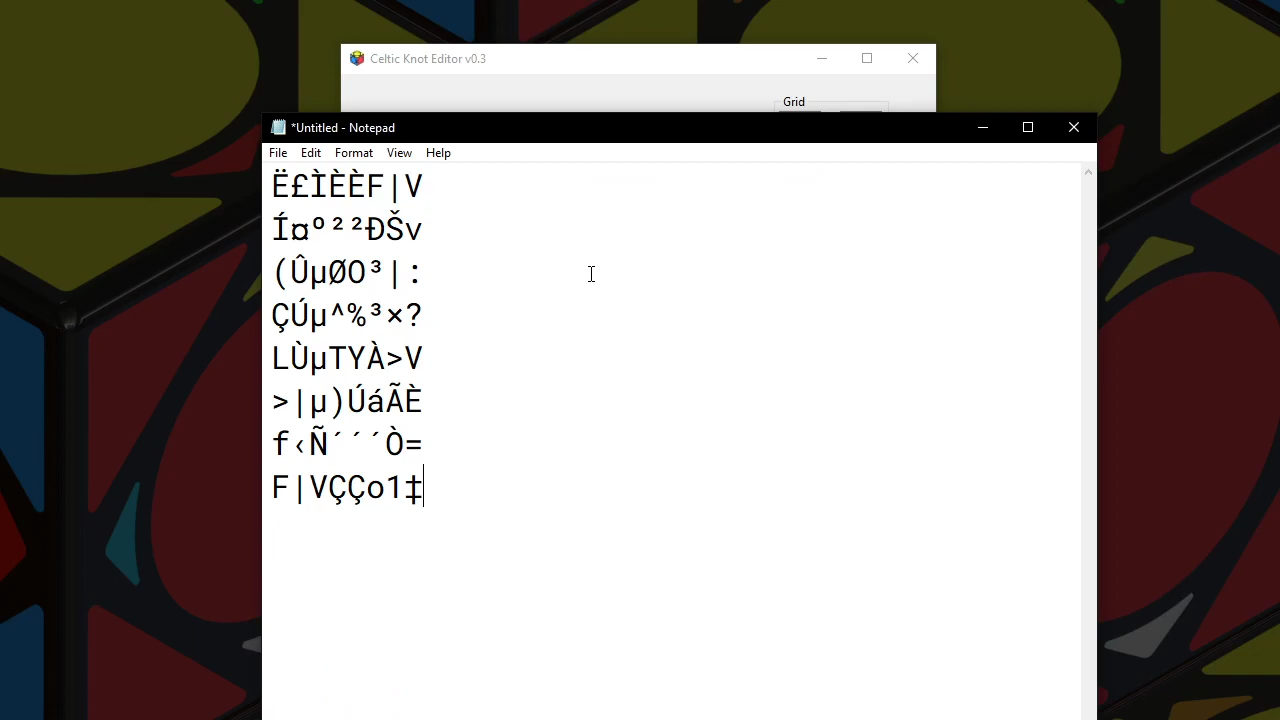 Celtic Knot Editor v0.3
Grid
*Untitled - Notepad
File Edit Format View Help
Ë£ÌÈÈF|V
Í¤º²²ÐŠv
(ÛµØO³|:
ÇÚµ^%³×?
LÙµTYÀ>V
>|µ)ÚáÃÈ
f‹Ñ´´´Ò=
F|VÇÇo1‡